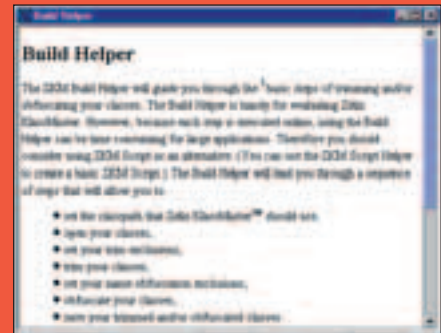 Build Helper
Build Helper
The ZKM Build Helper will guide you through the basic steps of trimming and/or
obfuscating your classes. The Build Helper is handy for evaluating Zelix
KlassMaster. However, because each step is executed online, using the Build
Helper can be time consuming for large applications. Therefore you should
consider using ZKM Script as an alternative. (You can use the ZKM Script Helper
to create a basic ZKM Script.) The Build Helper will lead you through a sequence
of steps that will allow you to
• set the classpath that Zelix KlassMaster™ should use,
• open your classes,
• set your trim exclusions,
• trim your classes,
• set your name obfuscation exclusions,
• obfuscate your classes,
• save your trimmed and/or obfuscated classes